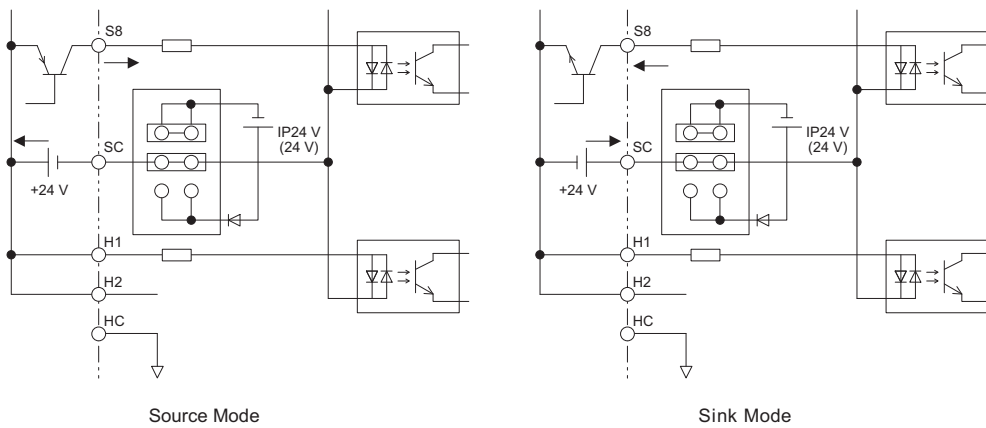 S8
IP24 V
(24 V)
SC
+24 V
H1
H2
HC
Source Mode
S8
IP24 V
(24 V)
SC
+24 V
H1
H2
HC
Sink Mode